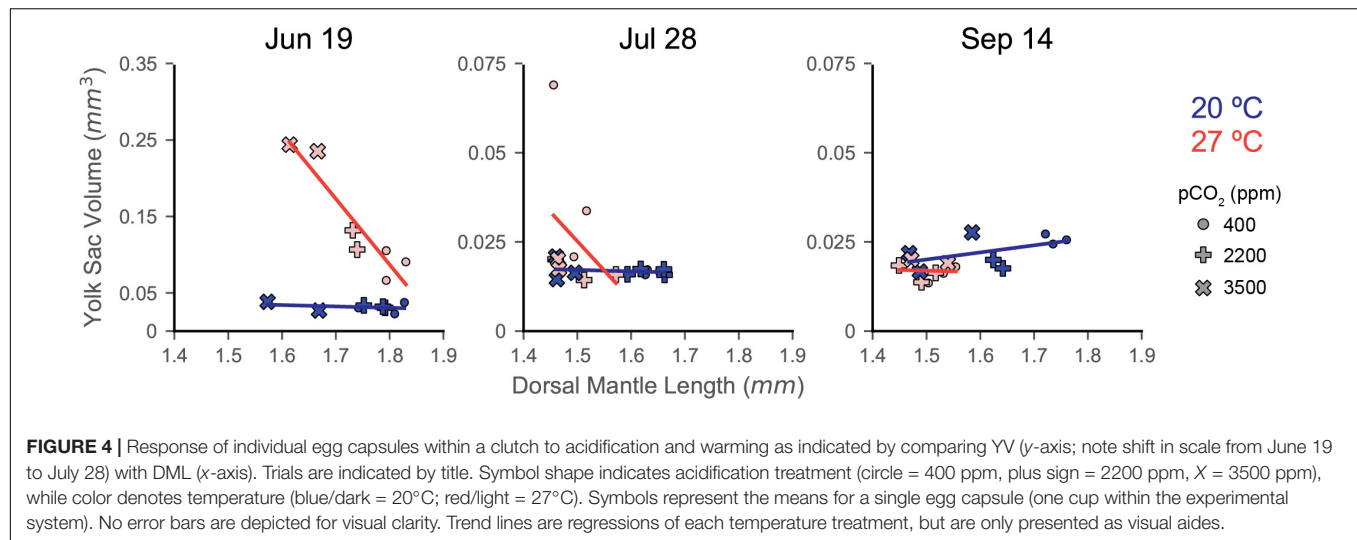 Jun 19
Jul 28
Sep 14
Yolk Sac Volume (mm³)
0.35
0.25
0.15
0.05
0
1.4 1.5 1.6 1.7 1.8 1.9
0.075
0.05
0.025
0
1.4 1.5 1.6 1.7 1.8 1.9
0.075
0.05
0.025
0
1.4 1.5 1.6 1.7 1.8 1.9
Dorsal Mantle Length (mm)
20 ºC
27 ºC
pCO₂ (ppm)
400
2200
3500
FIGURE 4 | Response of individual egg capsules within a clutch to acidification and warming as indicated by comparing YV (y-axis; note shift in scale from June 19
to July 28) with DML (x-axis). Trials are indicated by title. Symbol shape indicates acidification treatment (circle = 400 ppm, plus sign = 2200 ppm, X = 3500 ppm),
while color denotes temperature (blue/dark = 20°C; red/light = 27°C). Symbols represent the means for a single egg capsule (one cup within the experimental
system). No error bars are depicted for visual clarity. Trend lines are regressions of each temperature treatment, but are only presented as visual aides.